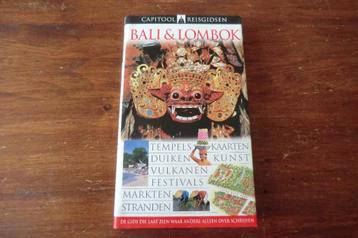 CAPITOOL REISGIDSEN
BALI & LOMBOK
TEMPELS KAARTEN
DUIKEN KUNST
VULKANEN
FESTIVALS
MARKTEN
STRANDEN
DE GIDS DIE LAAT ZIEN WAAR ANDERE ALLEEN OVER SCHRIJVEN